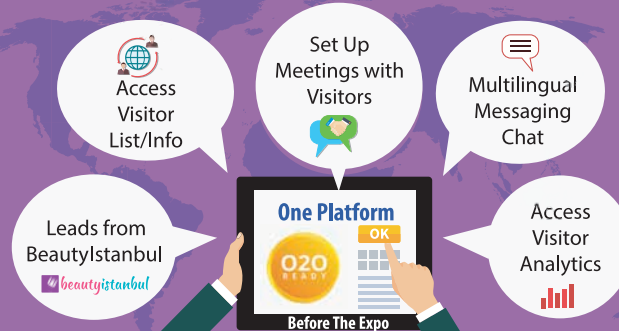 Set Up
Meetings with
Visitors
Access
Visitor
List/Info
Multilingual
Messaging
Chat
Leads from
BeautyIstanbul
beautyistanbul
One Platform
OK
O2O
READY
Access
Visitor
Analytics
Before The Expo